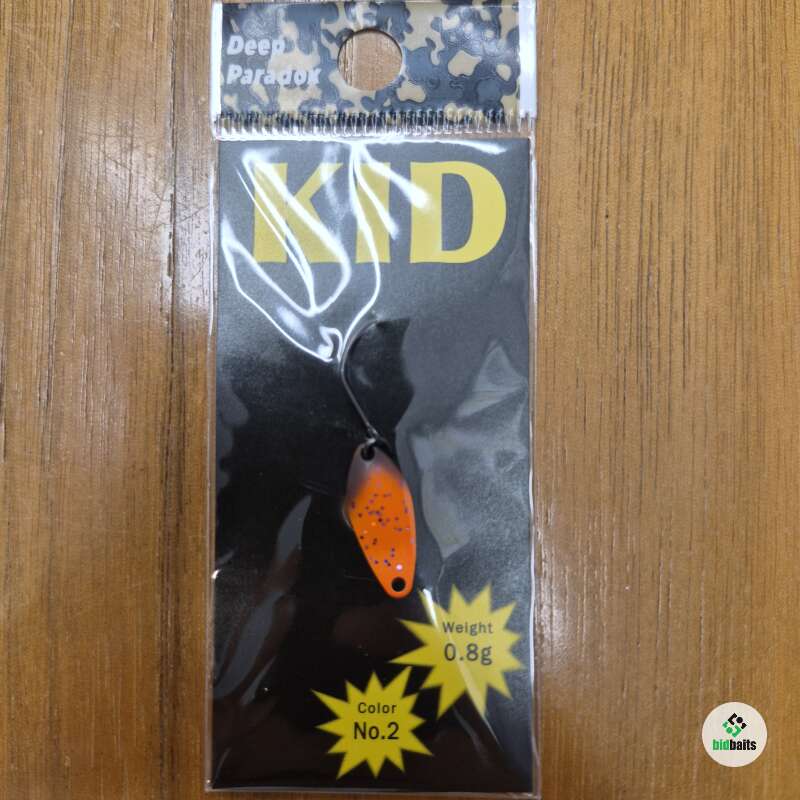 Deep
Paradox
KID
Weight
0.8g
Color
No.2
bidbaits